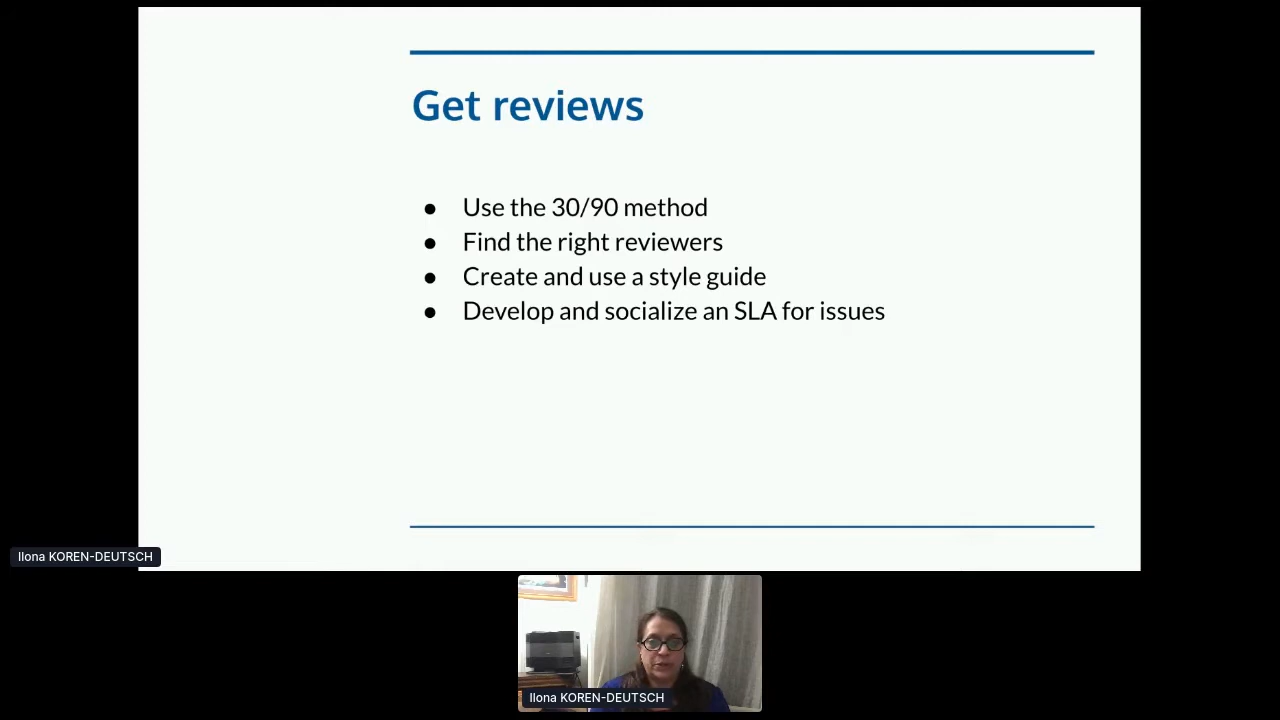 Get reviews
● Use the 30/90 method
● Find the right reviewers
● Create and use a style guide
● Develop and socialize an SLA for issues
Ilona KOREN-DEUTSCH
Ilona KOREN-DEUTSCH